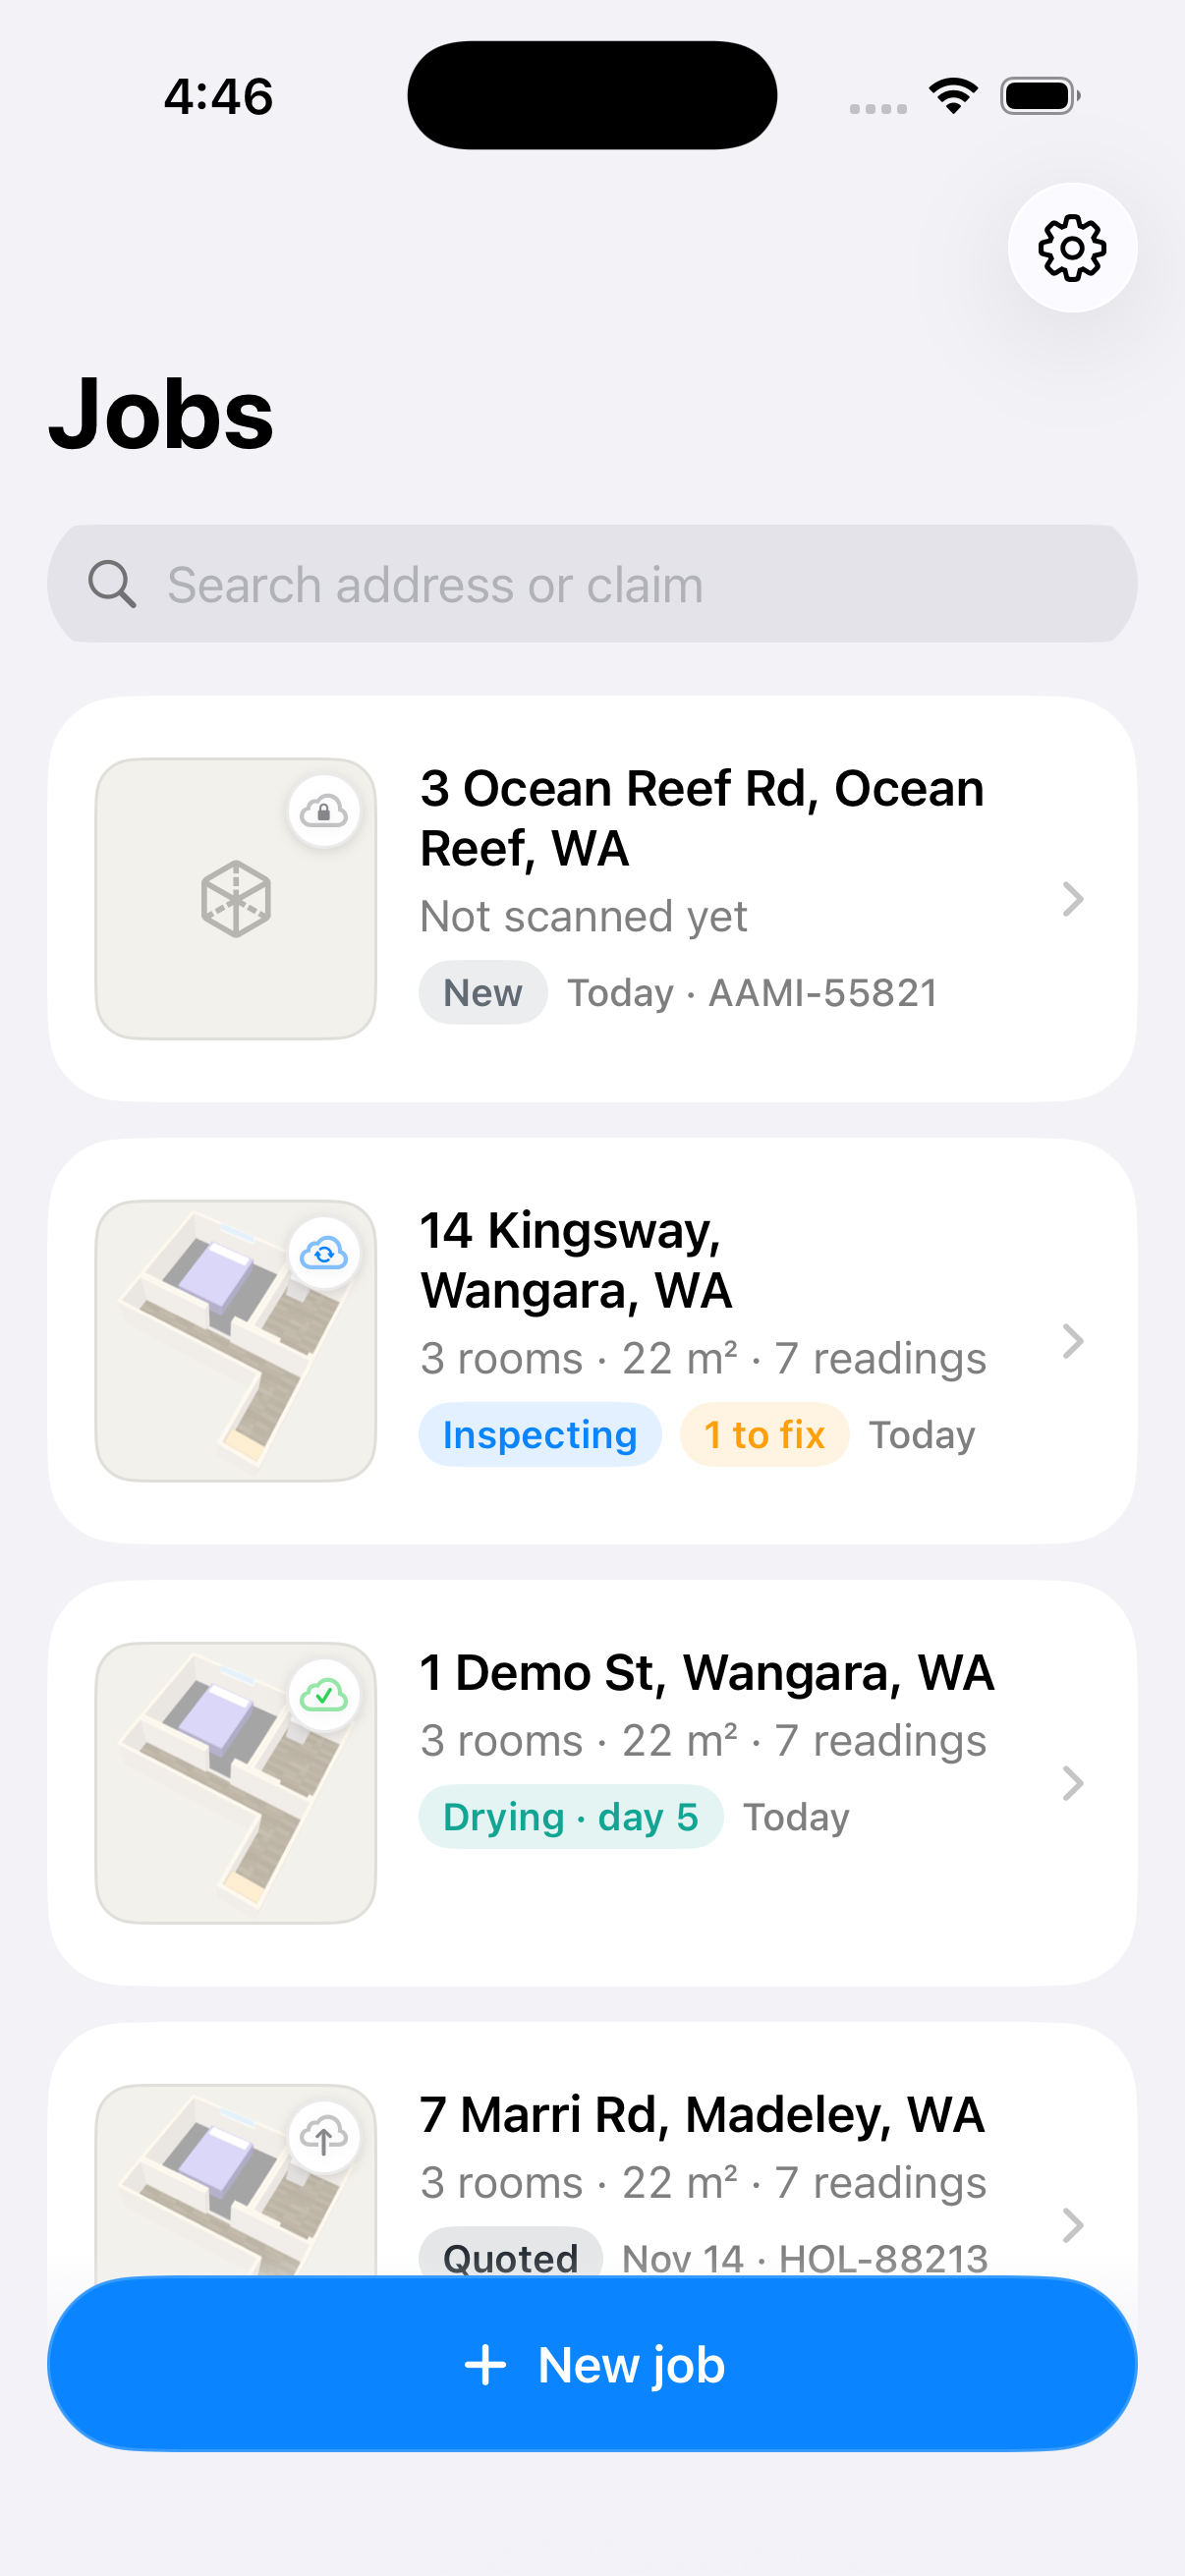 4:46
Jobs
Search address or claim
3 Ocean Reef Rd, Ocean
Reef, WA
Not scanned yet
New Today · AAMI-55821
14 Kingsway,
Wangara, WA
3 rooms · 22 m² · 7 readings
Inspecting 1 to fix Today
1 Demo St, Wangara, WA
3 rooms · 22 m² · 7 readings
Drying · day 5 Today
7 Marri Rd, Madeley, WA
3 rooms · 22 m² · 7 readings
Quoted Nov 14 · HOL-88213
New job